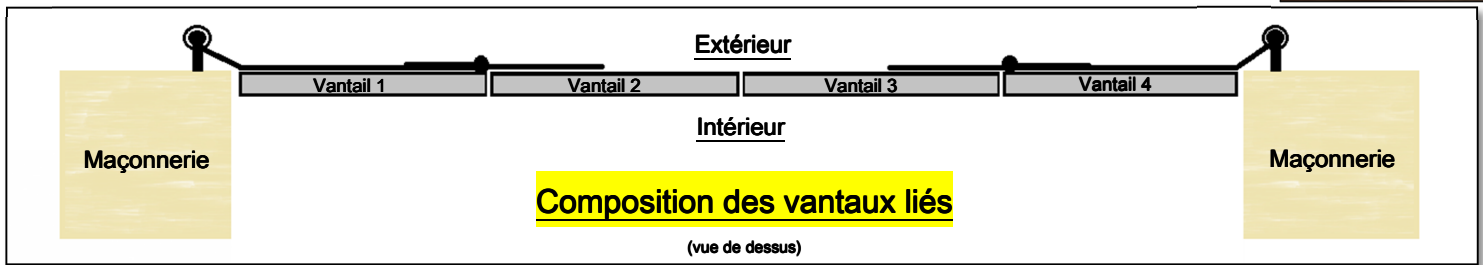 Extérieur
Vantail 1 Vantail 2 Vantail 3 Vantail 4
Intérieur
Maçonnerie Maçonnerie
Composition des vantaux liés
(vue de dessus)